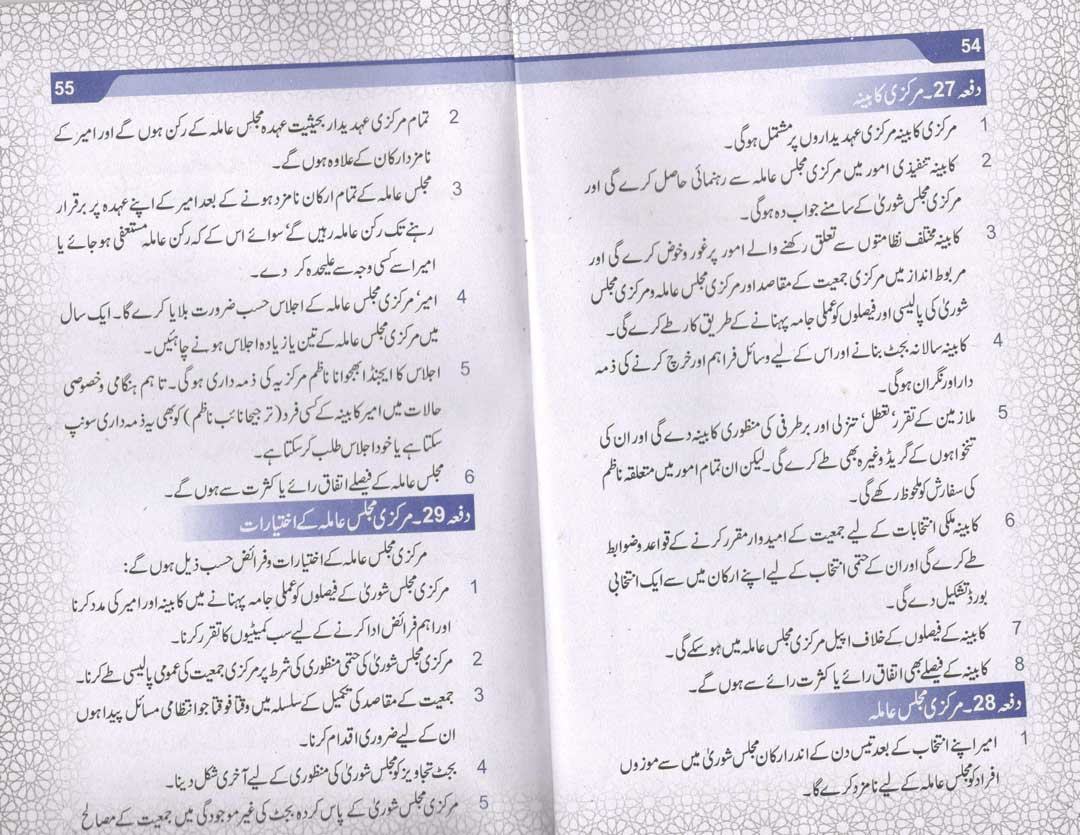 54
دفعہ 27۔ مرکزی کابینہ
1 مرکزی کابینہ مرکزی عہدیداروں پر مشتمل ہوگی۔
2 کابینہ تنفیذی امور میں مرکزی مجلس عاملہ سے رہنمائی حاصل کرے گی اور
مرکزی مجلس شوریٰ کے سامنے جواب دہ ہوگی۔
3 کابینہ مختلف نظامتوں سے تعلق رکھنے والے امور پر غور و خوض کرے گی اور
مربوط انداز میں مرکزی جمعیت کے مقاصد اور مرکزی مجلس عاملہ و مرکزی مجلس
شوریٰ کی پالیسی اور فیصلوں کو عملی جامہ پہنانے کے طریق کار طے کرے گی۔
4 کابینہ سالانہ بجٹ بنانے اور اس کے لیے وسائل فراہم اور خرچ کرنے کی ذمہ
دار اور نگران ہوگی۔
5 ملازمین کے تقرر، تعطل، تنزلی اور برطرفی کی منظوری کابینہ دے گی اور ان کی
تنخواہوں کے گریڈ وغیرہ بھی طے کرے گی۔ لیکن ان تمام امور میں متعلقہ ناظم
کی سفارش کو ملحوظ رکھے گی۔
6 کابینہ ملکی انتخابات کے لیے جمعیت کے امیدوار مقرر کرنے کے قواعد و ضوابط
طے کرے گی اور ان کے حتمی انتخاب کے لیے اپنے ارکان میں سے ایک انتخابی
بورڈ تشکیل دے گی۔
7 کابینہ کے فیصلوں کے خلاف اپیل مرکزی مجلس عاملہ میں ہو سکے گی۔
8 کابینہ کے فیصلے بھی اتفاق رائے یا کثرت رائے سے ہوں گے۔
دفعہ 28۔ مرکزی مجلس عاملہ
1 امیر اپنے انتخاب کے بعد تیس دن کے اندر ارکان مجلس شوریٰ میں سے موزوں
افراد کو مجلس عاملہ کے لیے نامزد کرے گا۔
55
2 تمام مرکزی عہدیدار بحیثیت عہدہ مجلس عاملہ کے رکن ہوں گے اور امیر کے
نامزد ارکان کے علاوہ ہوں گے۔
3 مجلس عاملہ کے تمام ارکان نامزد ہونے کے بعد امیر کے اپنے عہدہ پر برقرار
رہنے تک رکن عاملہ رہیں گے، سوائے اس کے کہ رکن عاملہ مستعفی ہو جائے یا
امیر اسے کسی وجہ سے علیحدہ کر دے۔
4 امیر، مرکزی مجلس عاملہ کے اجلاس حسب ضرورت بلایا کرے گا۔ ایک سال
میں مرکزی مجلس عاملہ کے تین یا زیادہ اجلاس ہونے چاہئیں۔
5 اجلاس کا ایجنڈا بھجوانا ناظم مرکزیہ کی ذمہ داری ہوگی۔ تاہم ہنگامی و خصوصی
حالات میں امیر کابینہ کے کسی فرد (ترجیحاً نائب ناظم) کو بھی یہ ذمہ داری سونپ
سکتا ہے یا خود اجلاس طلب کر سکتا ہے۔
6 مجلس عاملہ کے فیصلے اتفاق رائے یا کثرت سے ہوں گے۔
دفعہ 29۔ مرکزی مجلس عاملہ کے اختیارات
مرکزی مجلس عاملہ کے اختیارات و فرائض حسب ذیل ہوں گے:
1 مرکزی مجلس شوریٰ کے فیصلوں کو عملی جامہ پہنانے میں کابینہ اور امیر کی مدد کرنا
اور اہم فرائض ادا کرنے کے لیے سب کمیٹیوں کا تقرر کرنا۔
2 مرکزی مجلس شوریٰ کی حتمی منظوری کی شرط پر مرکزی جمعیت کی عمومی پالیسی طے کرنا۔
3 جمعیت کے مقاصد کی تکمیل کے سلسلہ میں وقتاً فوقتاً جو انتظامی مسائل پیدا ہوں
ان کے لیے ضروری اقدام کرنا۔
4 بجٹ تجاویز کو مجلس شوریٰ کی منظوری کے لیے آخری شکل دینا۔
5 مرکزی مجلس شوریٰ کے پاس کردہ بجٹ کی غیر موجودگی میں جمعیت کے مصالح